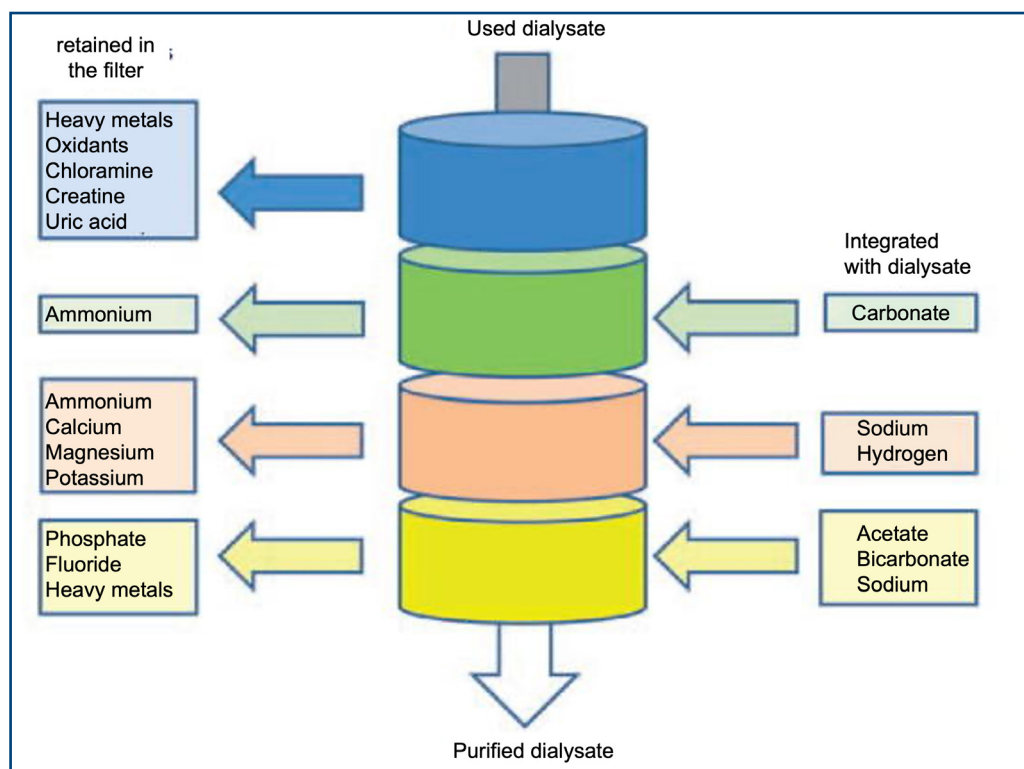 Used dialysate
retained in
the filter
Heavy metals
Oxidants
Chloramine
Creatine
Uric acid
Integrated
with dialysate
Ammonium
Carbonate
Ammonium
Calcium
Magnesium
Potassium
Sodium
Hydrogen
Phosphate
Fluoride
Heavy metals
Acetate
Bicarbonate
Sodium
Purified dialysate